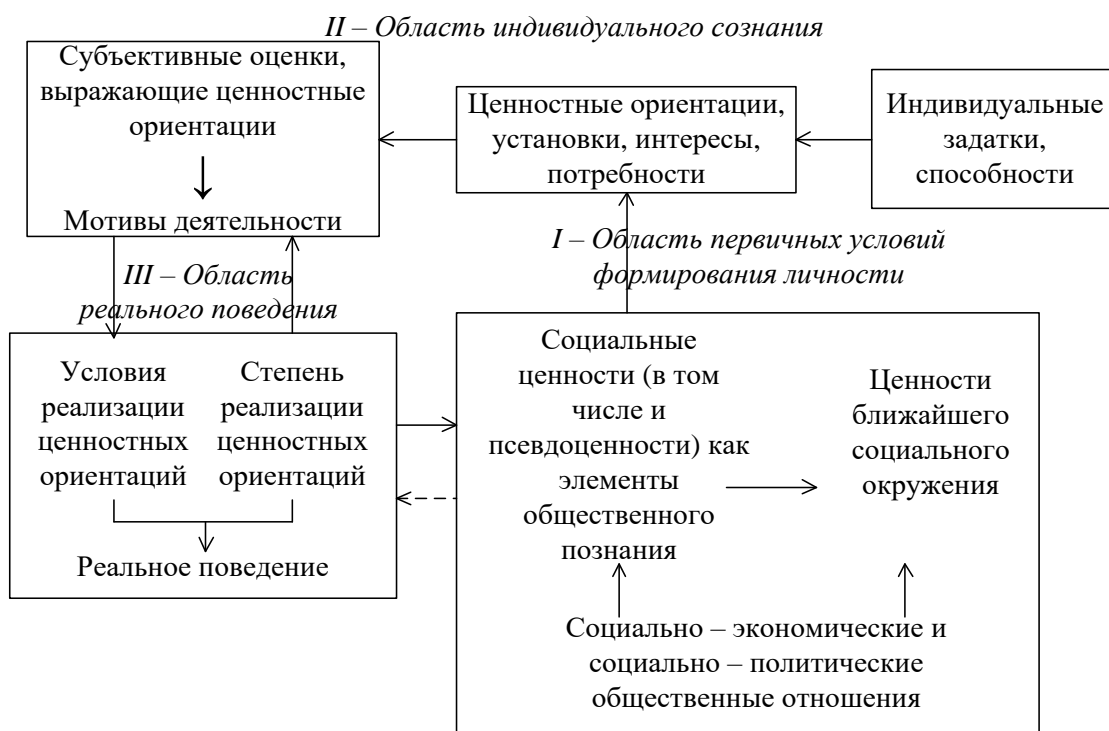 II – Область индивидуального сознания
Субъективные оценки,
выражающие ценностные
ориентации
Мотивы деятельности
Ценностные ориентации,
установки, интересы,
потребности
Индивидуальные
задатки,
способности
I – Область первичных условий
формирования личности
III – Область
реального поведения
Условия
реализации
ценностных
ориентаций
Степень
реализации
ценностных
ориентаций
Реальное поведение
Социальные
ценности (в том
числе и
псевдоценности) как
элементы
общественного
познания
Ценности
ближайшего
социального
окружения
Социально – экономические и
социально – политические
общественные отношения